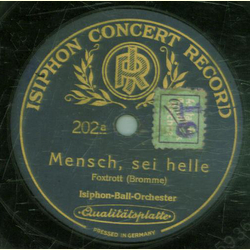 ISIPHON CONCERT RECORD
202a
Mensch, sei helle
Foxtrott (Bromme)
Isiphon-Ball-Orchester
Qualitätsplatte
PRESSED IN GERMANY